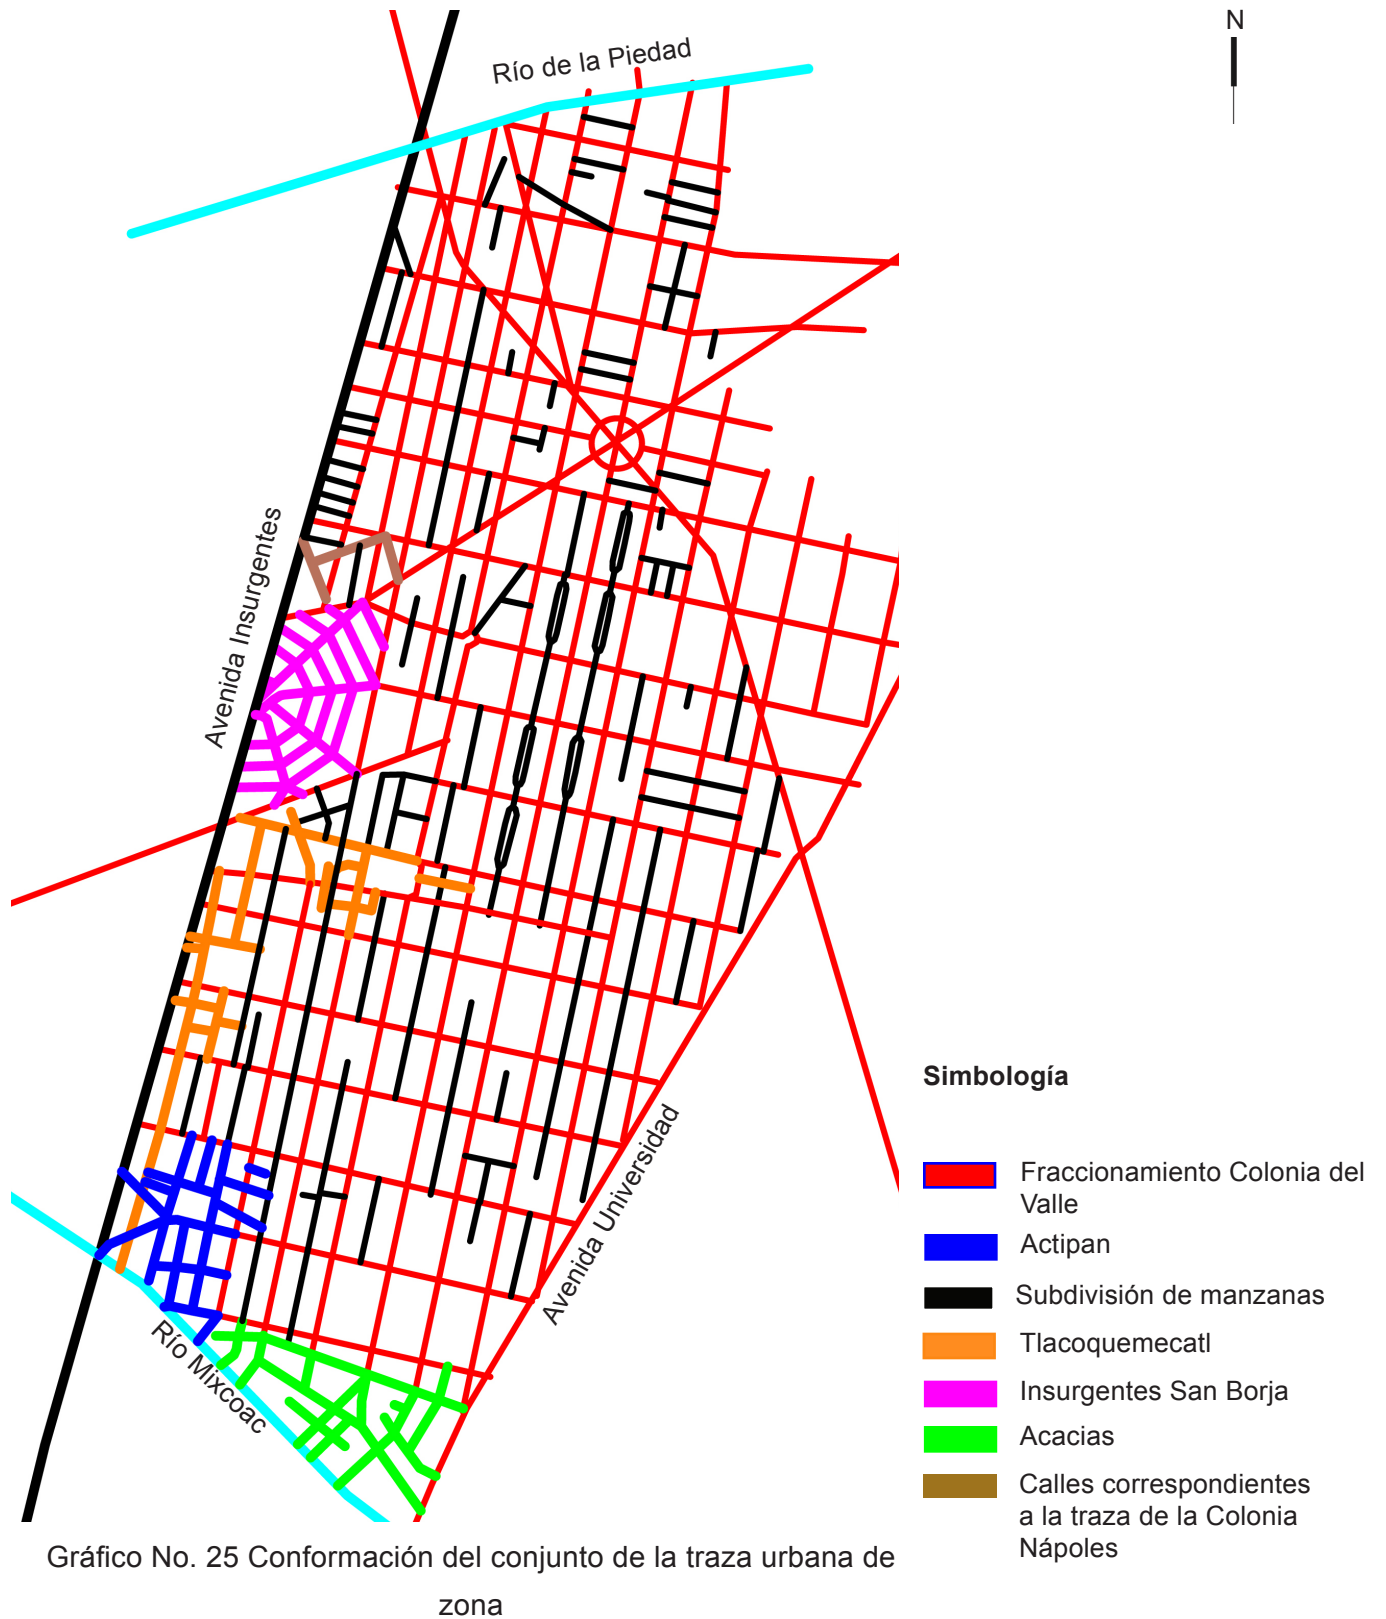 N
Río de la Piedad
Avenida Insurgentes
Avenida Universidad
Río Mixcoac
Simbología
Fraccionamiento Colonia del
Valle
Actipan
Subdivisión de manzanas
Tlacoquemecatl
Insurgentes San Borja
Acacias
Calles correspondientes
a la traza de la Colonia
Nápoles
Gráfico No. 25 Conformación del conjunto de la traza urbana de
zona